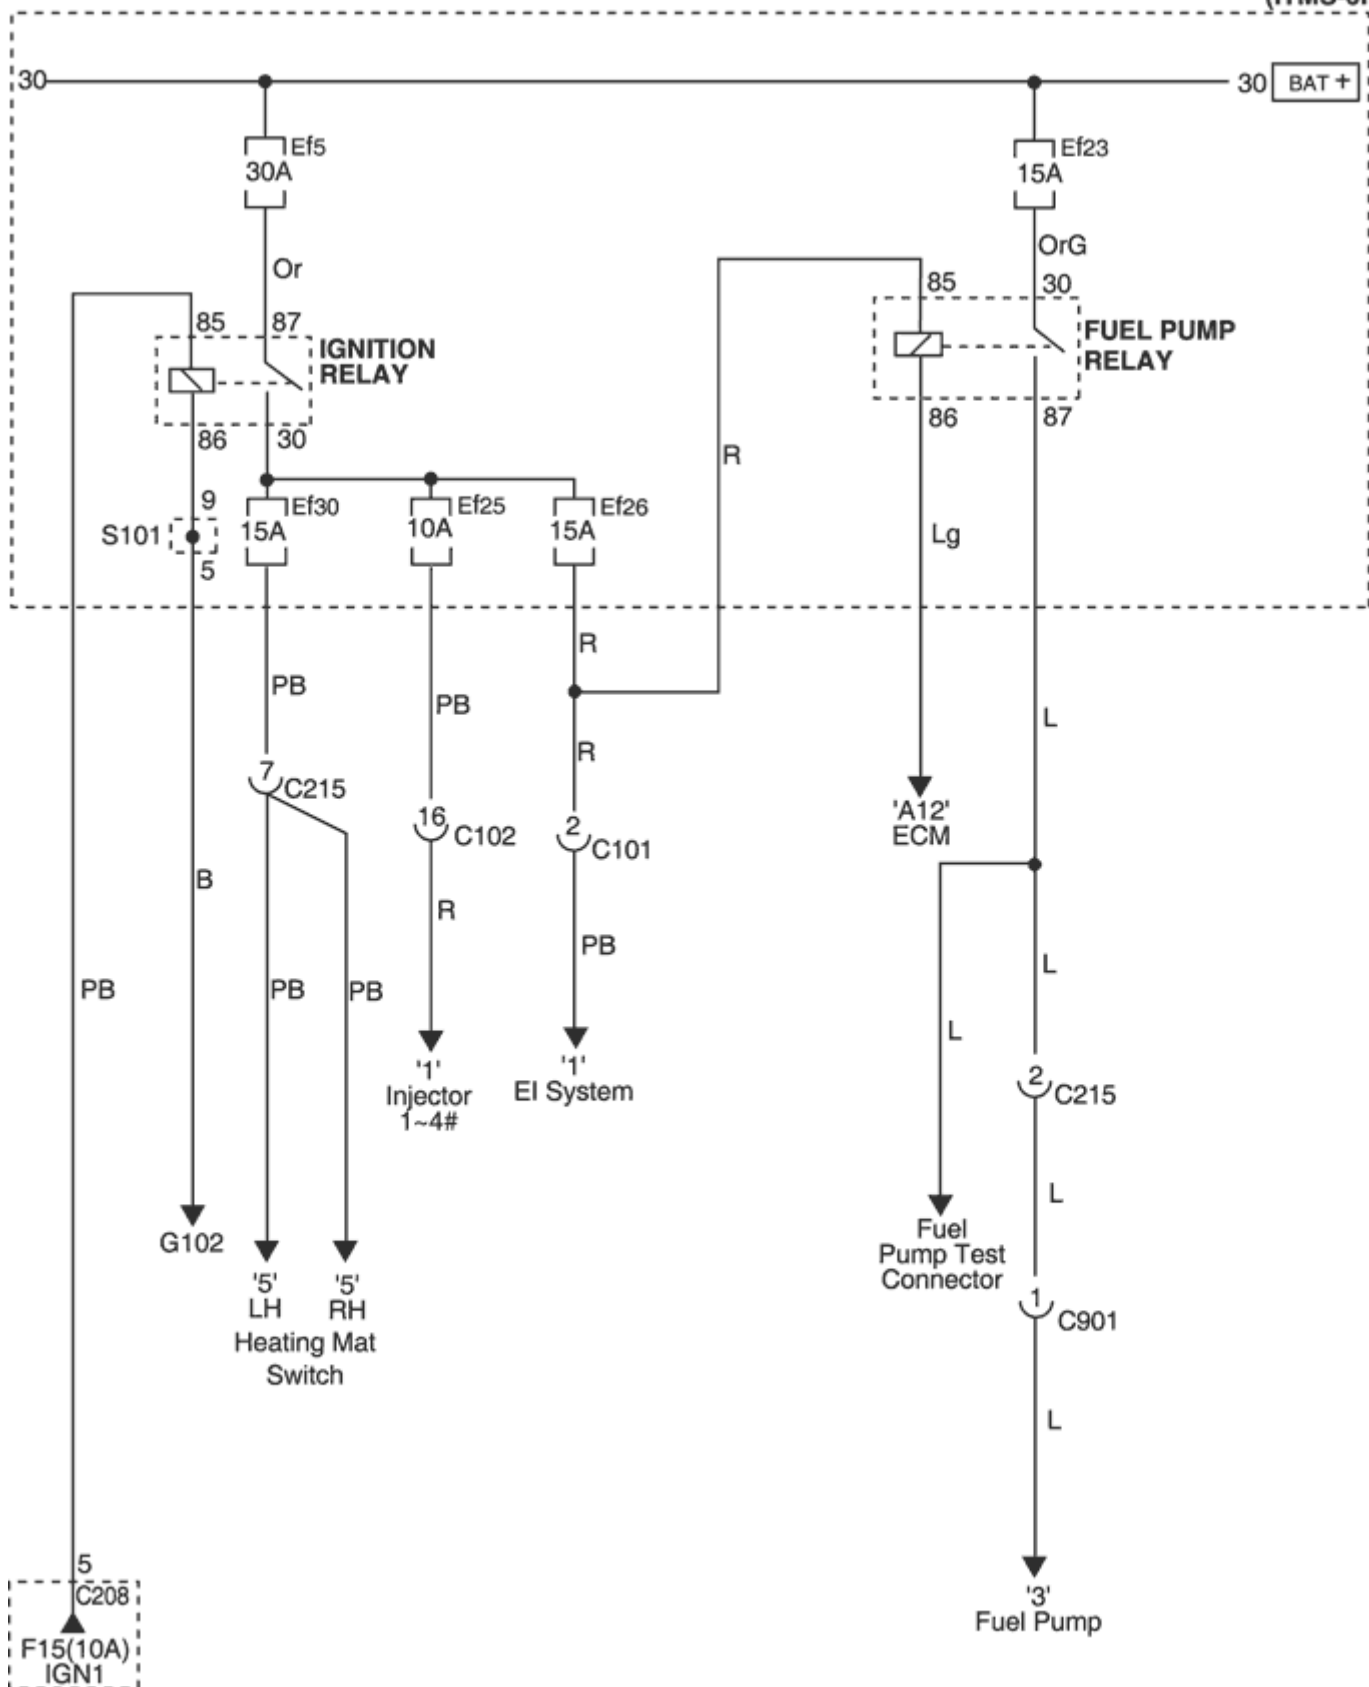 30
30 BAT +
Ef5
30A
Ef23
15A
Or
OrG
85 87
IGNITION
RELAY
86 30
85 30
FUEL PUMP
RELAY
86 87
R
Lg
9
S101
5
Ef30
15A
Ef25
10A
Ef26
15A
R
PB
PB
R
L
7
C215
16
C102
2
C101
'A12'
ECM
B
R
PB
PB
PB
PB
L
L
'1'
Injector
1~4#
'1'
EI System
2
C215
L
G102
'5'
LH
'5'
RH
Heating Mat
Switch
Fuel
Pump Test
Connector
1
C901
L
5
C208
F15(10A)
IGN1
'3'
Fuel Pump